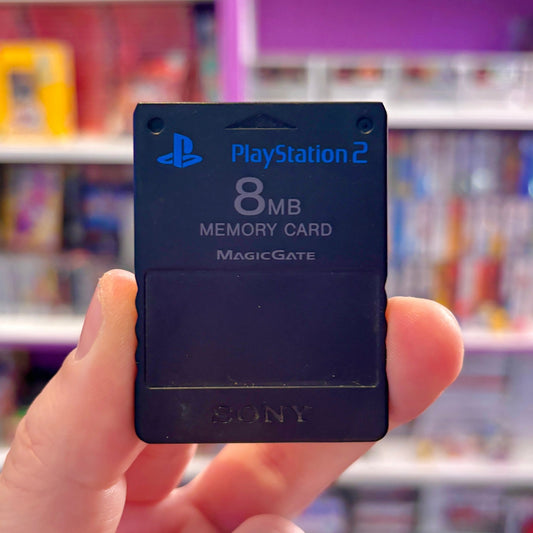 PlayStation 2
8MB
MEMORY CARD
MAGICGATE
SONY